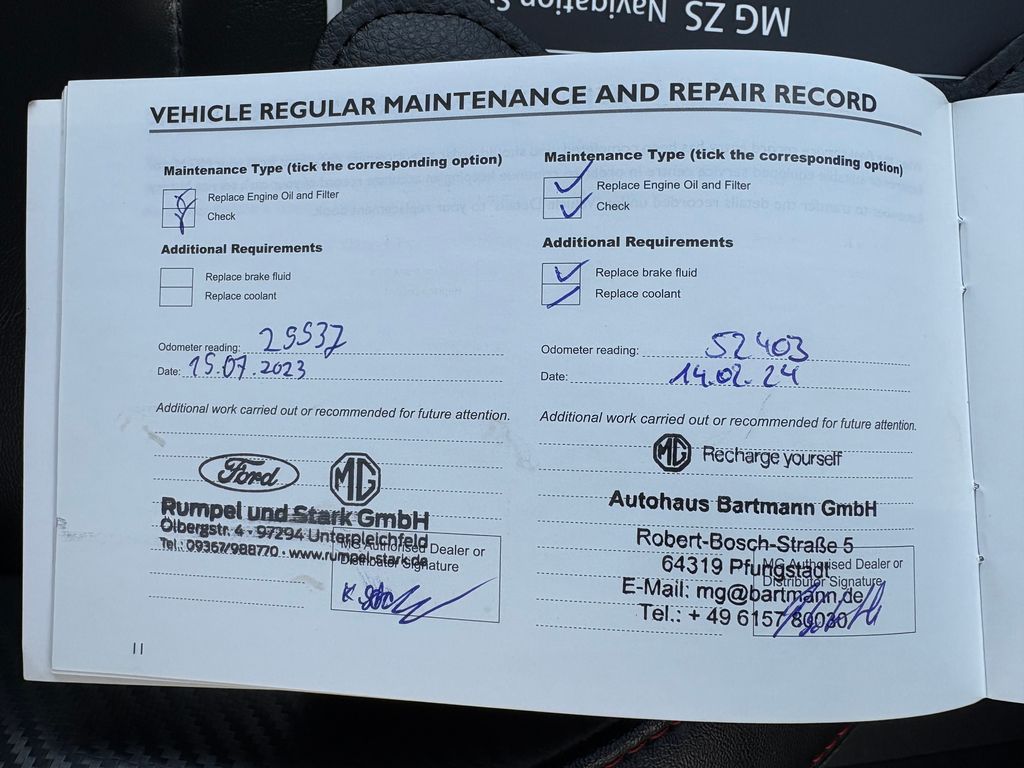 MG ZS Navigation
VEHICLE REGULAR MAINTENANCE AND REPAIR RECORD
Maintenance Type (tick the corresponding option)
Replace Engine Oil and Filter
Check
Additional Requirements
Replace brake fluid
Replace coolant
Odometer reading: 29937
Date: 19.07.2023
Additional work carried out or recommended for future attention.
Ford MG
Rumpel und Stark GmbH
Ölbergstr. 4 · 97294 Unterpleichfeld
Tel.: 09367/988770 · www.rumpel-stark.de
MG Authorised Dealer or
Distributor Signature
11
Maintenance Type (tick the corresponding option)
Replace Engine Oil and Filter
Check
Additional Requirements
Replace brake fluid
Replace coolant
Odometer reading: 52403
Date: 14.02.24
Additional work carried out or recommended for future attention.
MG Recharge yourself
Autohaus Bartmann GmbH
Robert-Bosch-Straße 5
64319 Pfungstadt
E-Mail: mg@bartmann.de
Tel.: + 49 6157 80030
MG Authorised Dealer or
Distributor Signature